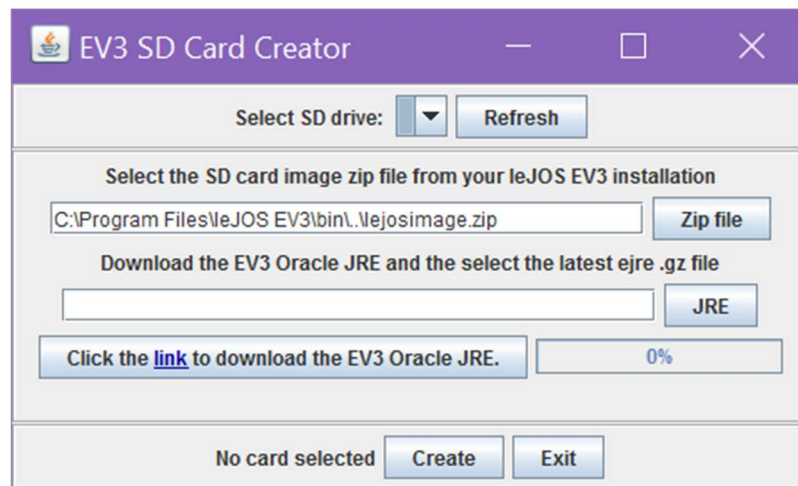 EV3 SD Card Creator
Select SD drive: Refresh
Select the SD card image zip file from your leJOS EV3 installation
C:\Program Files\leJOS EV3\bin\..\lejosimage.zip Zip file
Download the EV3 Oracle JRE and the select the latest ejre .gz file
JRE
Click the link to download the EV3 Oracle JRE. 0%
No card selected Create Exit